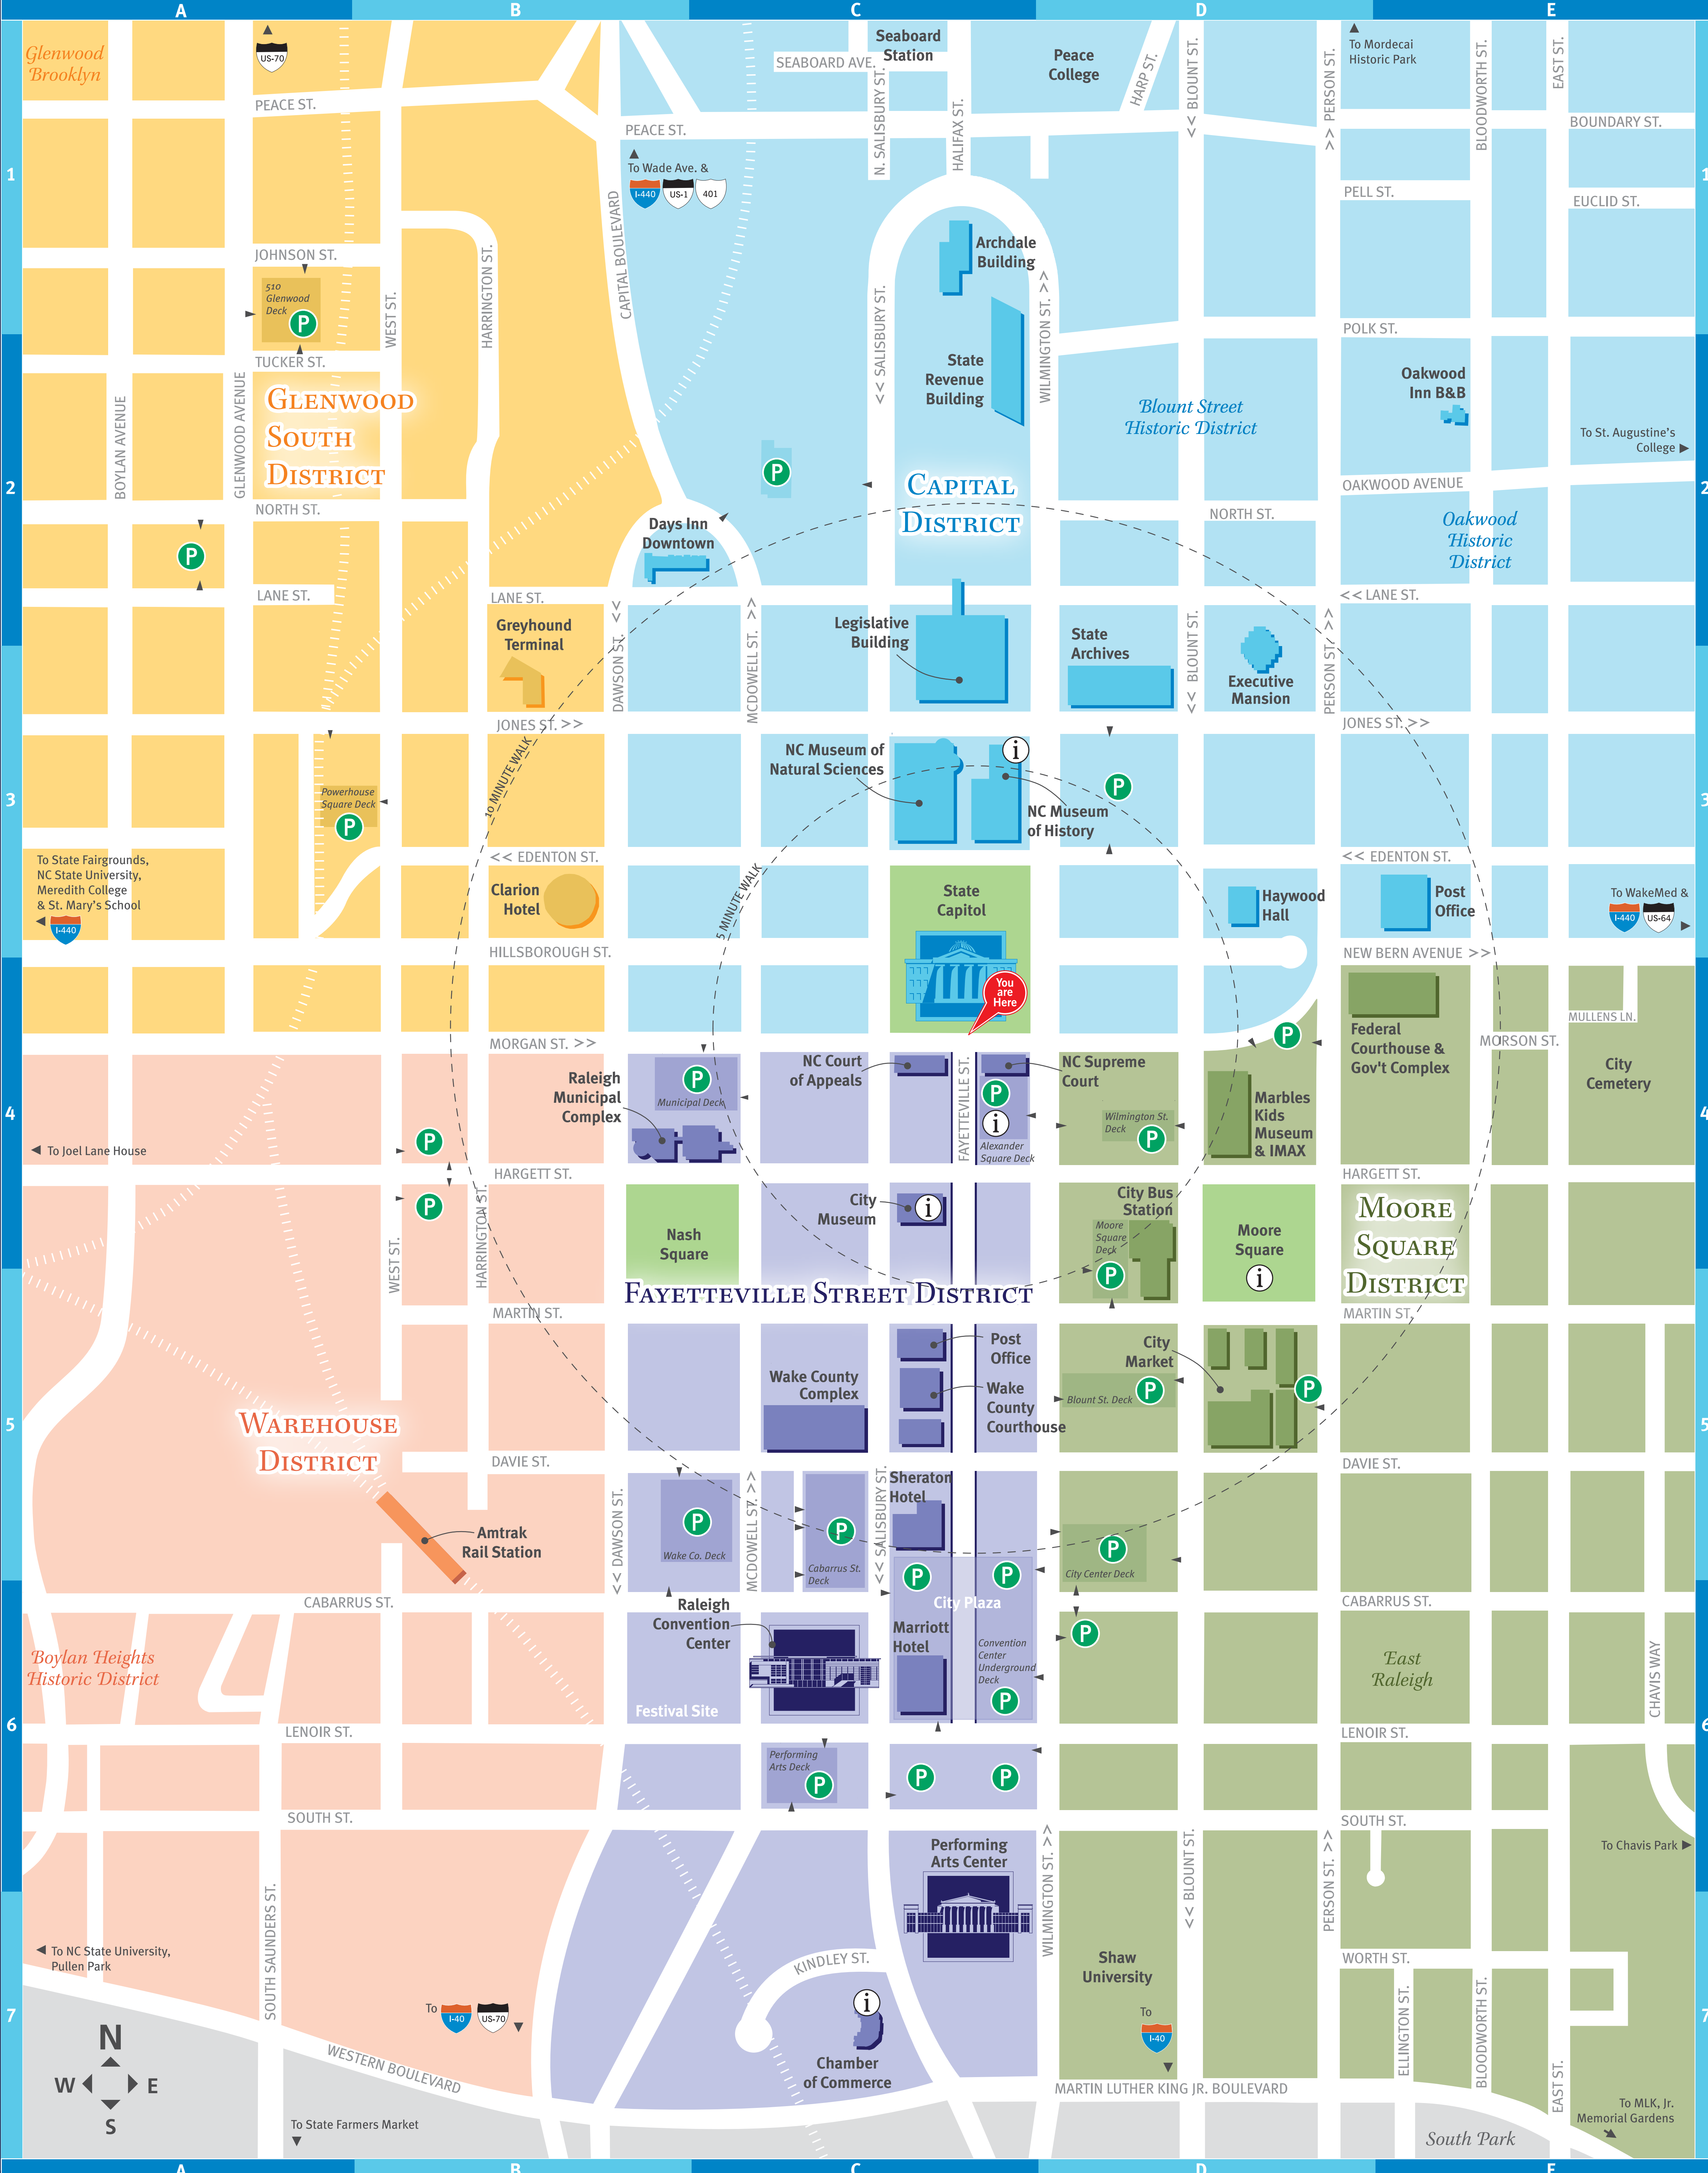 A B C D E
Glenwood
Brooklyn
US-70
Seaboard
Station
SEABOARD AVE.
Peace
College
HARP ST.
<< BLOUNT ST.
>> PERSON ST.
To Mordecai
Historic Park
BLOODWORTH ST.
EAST ST.
PEACE ST.
PEACE ST.
N. SALISBURY ST.
HALIFAX ST.
BOUNDARY ST.
1
1
To Wade Ave. &
I-440 US-1 401
PELL ST.
EUCLID ST.
CAPITAL BOULEVARD
JOHNSON ST.
510
Glenwood
Deck
P
WEST ST.
HARRINGTON ST.
Archdale
Building
<< SALISBURY ST.
WILMINGTON ST. >>
State
Revenue
Building
POLK ST.
TUCKER ST.
BOYLAN AVENUE
GLENWOOD AVENUE
GLENWOOD
SOUTH
DISTRICT
Oakwood
Inn B&B
Blount Street
Historic District
To St. Augustine's
College
2
2
P
CAPITAL
DISTRICT
OAKWOOD AVENUE
NORTH ST.
NORTH ST.
Oakwood
Historic
District
Days Inn
Downtown
P
LANE ST.
LANE ST.
<< LANE ST.
Greyhound
Terminal
DAWSON ST. <<
MCDOWELL ST. >>
Legislative
Building
State
Archives
<< BLOUNT ST.
Executive
Mansion
PERSON ST. >>
JONES ST. >>
JONES ST. >>
10 MINUTE WALK
NC Museum of
Natural Sciences
i
NC Museum
of History
P
3
3
Powerhouse
Square Deck
P
To State Fairgrounds,
NC State University,
Meredith College
& St. Mary's School
I-440
<< EDENTON ST.
<< EDENTON ST.
Clarion
Hotel
5 MINUTE WALK
State
Capitol
Haywood
Hall
Post
Office
To WakeMed &
I-440 US-64
HILLSBOROUGH ST.
NEW BERN AVENUE >>
You
are
Here
MULLENS LN.
MORGAN ST. >>
MORSON ST.
P
Federal
Courthouse &
Gov't Complex
City
Cemetery
Raleigh
Municipal
Complex
P
Municipal Deck
NC Court
of Appeals
FAYETTEVILLE ST.
NC Supreme
Court
P
i
Alexander
Square Deck
Wilmington St.
Deck
P
Marbles
Kids
Museum
& IMAX
4
4
To Joel Lane House
P
HARGETT ST.
HARGETT ST.
P
WEST ST.
HARRINGTON ST.
Nash
Square
City
Museum
i
City Bus
Station
Moore
Square
Deck
P
Moore
Square
i
MOORE
SQUARE
DISTRICT
FAYETTEVILLE STREET DISTRICT
MARTIN ST.
MARTIN ST.
Post
Office
City
Market
Wake County
Complex
Wake
County
Courthouse
Blount St. Deck
P
P
WAREHOUSE
DISTRICT
5
5
DAVIE ST.
DAVIE ST.
Amtrak
Rail Station
<< DAWSON ST.
P
Wake Co. Deck
MCDOWELL ST. >>
P
Cabarrus St.
Deck
<< SALISBURY ST.
Sheraton
Hotel
P
P
P
City Center Deck
CABARRUS ST.
CABARRUS ST.
City Plaza
Raleigh
Convention
Center
Marriott
Hotel
Convention
Center
Underground
Deck
P
P
Boylan Heights
Historic District
East
Raleigh
CHAVIS WAY
Festival Site
6
6
LENOIR ST.
LENOIR ST.
Performing
Arts Deck
P
P
P
SOUTH ST.
SOUTH ST.
To Chavis Park
Performing
Arts Center
WILMINGTON ST. >>
<< BLOUNT ST.
PERSON ST. >>
SOUTH SAUNDERS ST.
To NC State University,
Pullen Park
KINDLEY ST.
i
Shaw
University
WORTH ST.
ELLINGTON ST.
BLOODWORTH ST.
EAST ST.
7
7
To
I-40 US-70
To
I-40
N
W E
S
WESTERN BOULEVARD
Chamber
of Commerce
MARTIN LUTHER KING JR. BOULEVARD
To State Farmers Market
To MLK, Jr.
Memorial Gardens
South Park
A B C D E